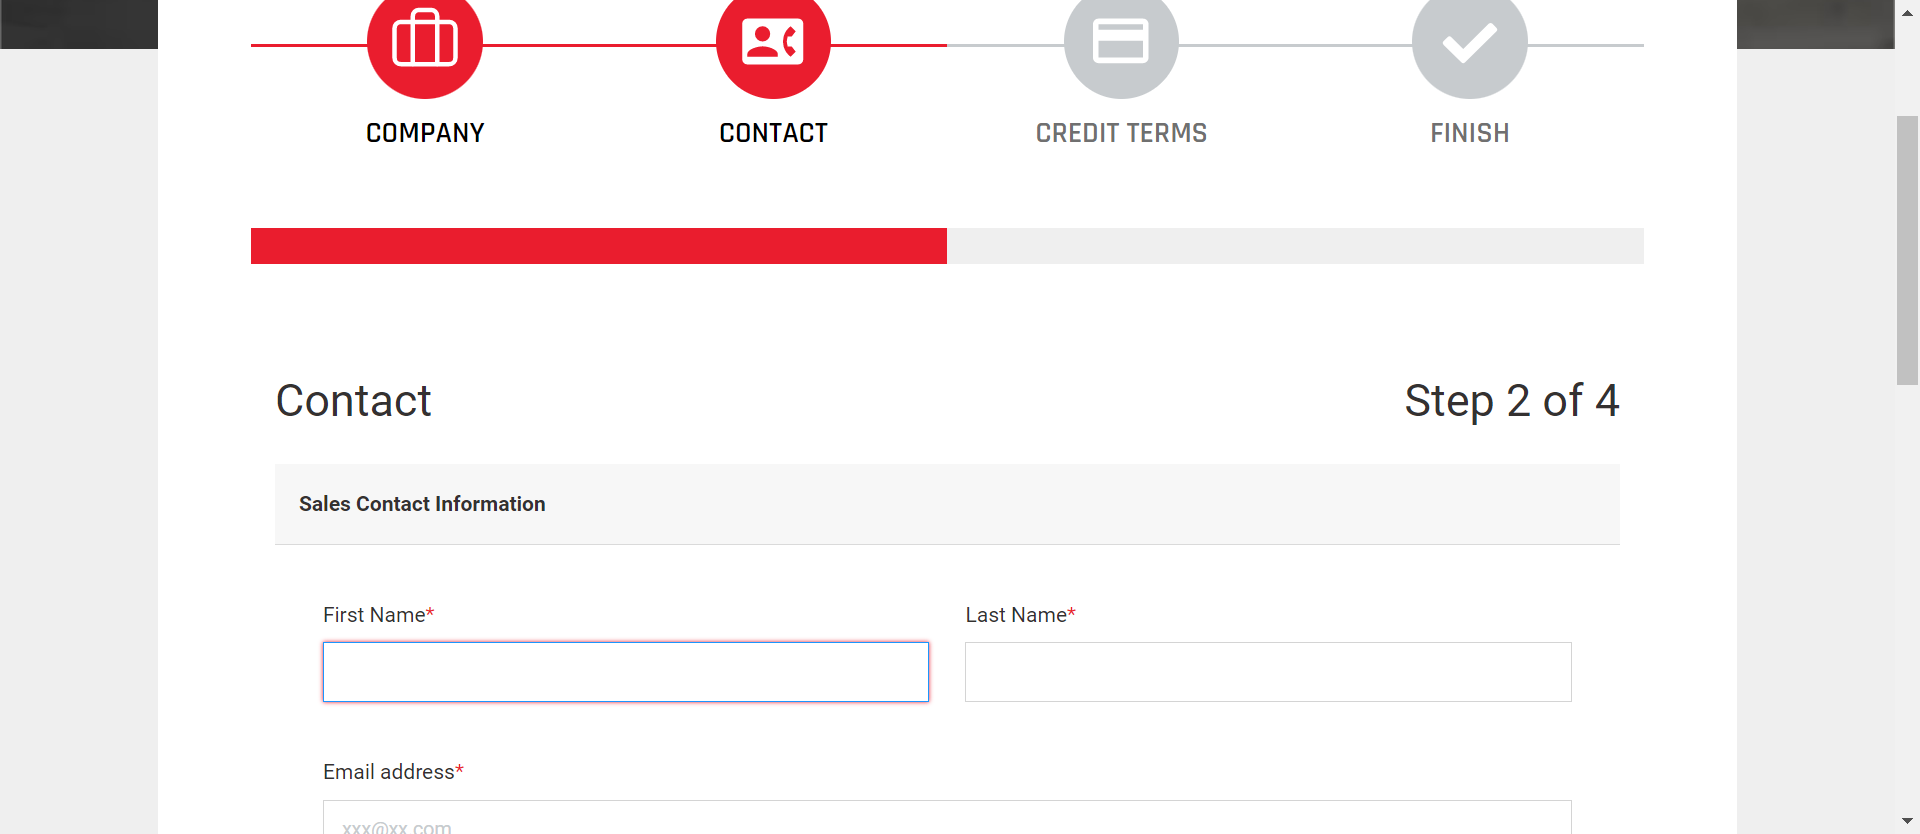 COMPANY CONTACT CREDIT TERMS FINISH
Contact Step 2 of 4
Sales Contact Information
First Name* Last Name*
Email address*
xxx@xx.com